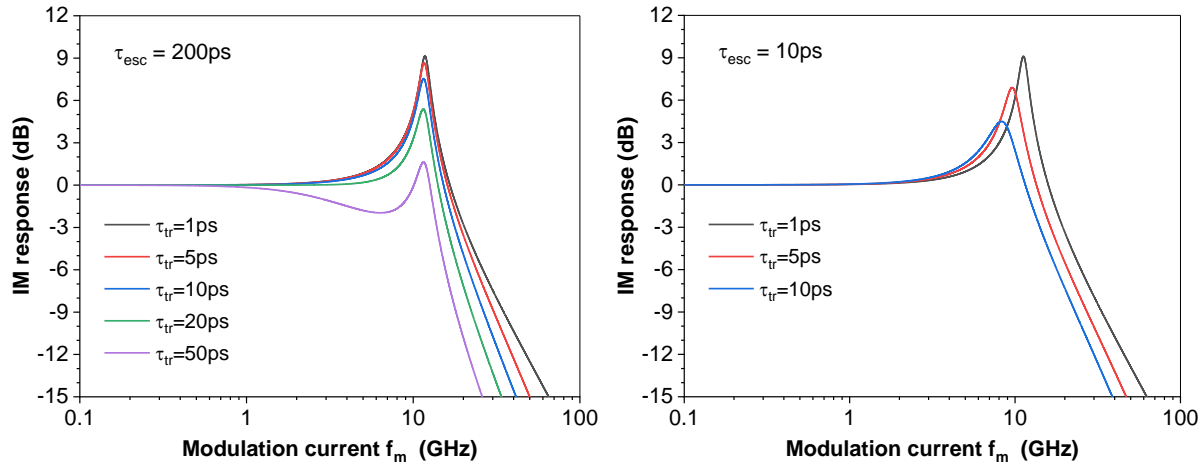 12
9
6
3
0
-3
-6
-9
-12
-15
IM response (dB)
τesc = 200ps
τtr=1ps
τtr=5ps
τtr=10ps
τtr=20ps
τtr=50ps
0.1 1 10 100
Modulation current fm (GHz)
12
9
6
3
0
-3
-6
-9
-12
-15
IM response (dB)
τesc = 10ps
τtr=1ps
τtr=5ps
τtr=10ps
0.1 1 10 100
Modulation current fm (GHz)